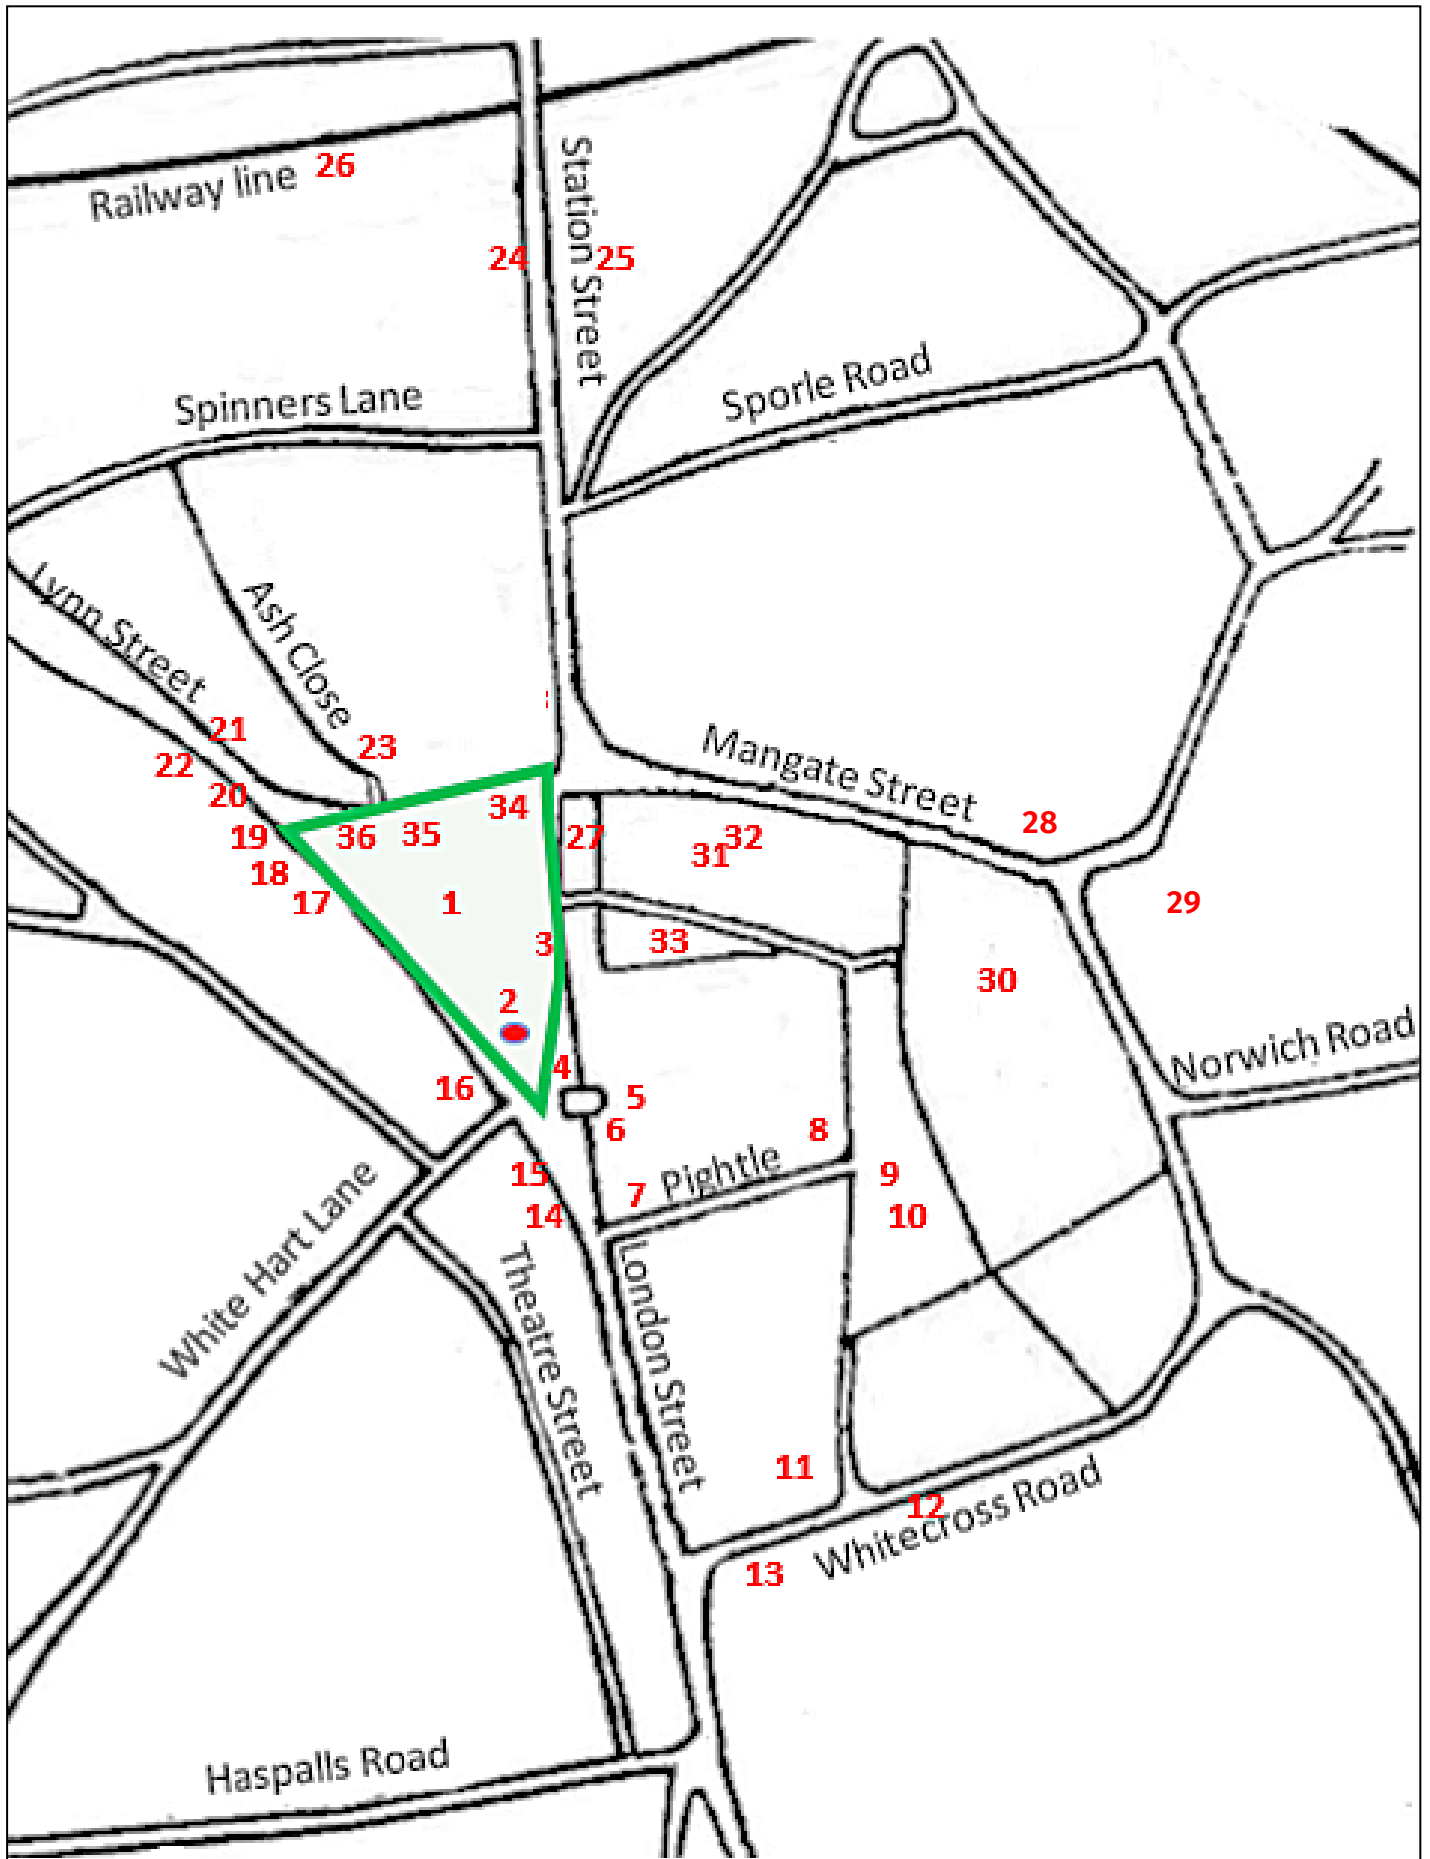 26
Railway line
Station Street
24
25
Sporle Road
Spinners Lane
Lynn Street
Ash Close
21
23
22
20
Mangate Street
34
19
36
35
27
32
31
28
18
17
1
29
3
33
30
2
4
16
5
6
8
Norwich Road
15
7
Pightle
9
14
10
White Hart Lane
Theatre Street
London Street
11
12
Whitecross Road
13
Haspalls Road